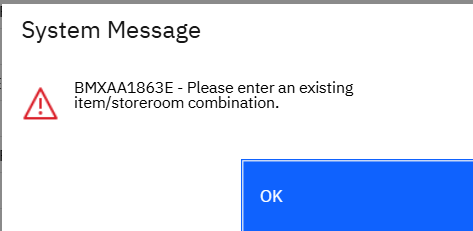 System Message
BMXAA1863E - Please enter an existing
item/storeroom combination.
OK